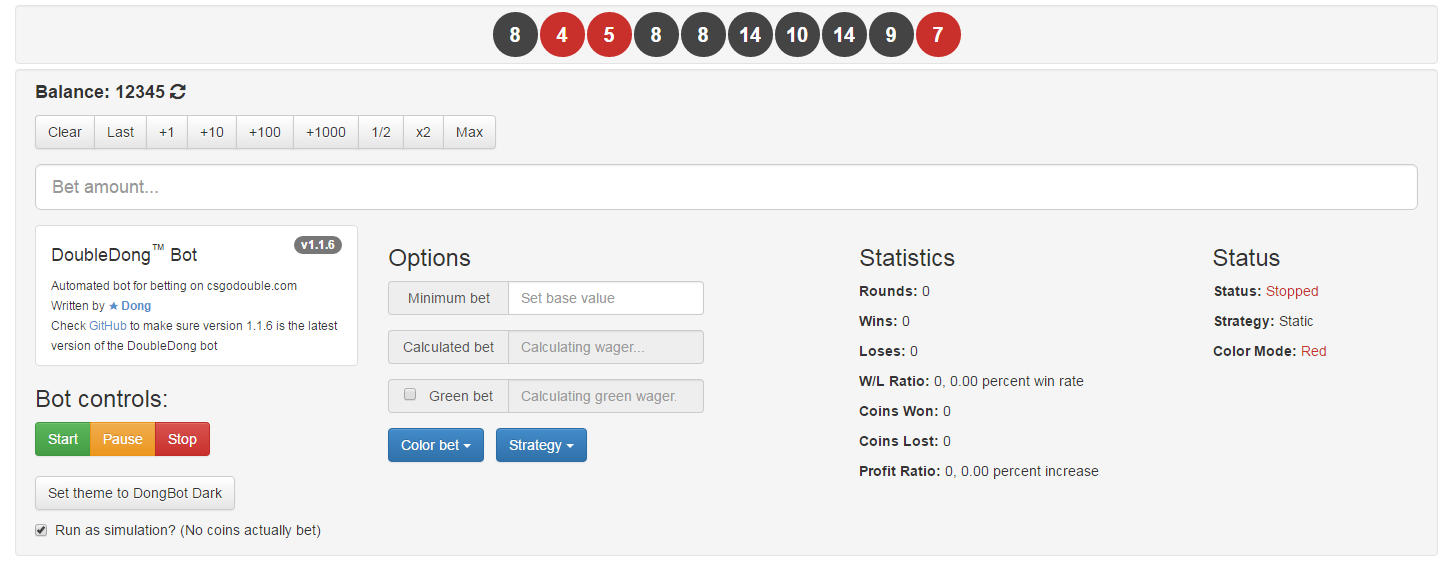 8 4 5 8 8 14 10 14 9 7
Balance: 12345
Clear Last +1 +10 +100 +1000 1/2 x2 Max
Bet amount...
DoubleDong™ Bot v1.1.6
Automated bot for betting on csgodouble.com
Written by ★ Dong
Check GitHub to make sure version 1.1.6 is the latest
version of the DoubleDong bot
Bot controls:
Start Pause Stop
Set theme to DongBot Dark
Run as simulation? (No coins actually bet)
Options
Minimum bet Set base value
Calculated bet Calculating wager...
Green bet Calculating green wager.
Color bet Strategy
Statistics
Rounds: 0
Wins: 0
Loses: 0
W/L Ratio: 0, 0.00 percent win rate
Coins Won: 0
Coins Lost: 0
Profit Ratio: 0, 0.00 percent increase
Status
Status: Stopped
Strategy: Static
Color Mode: Red